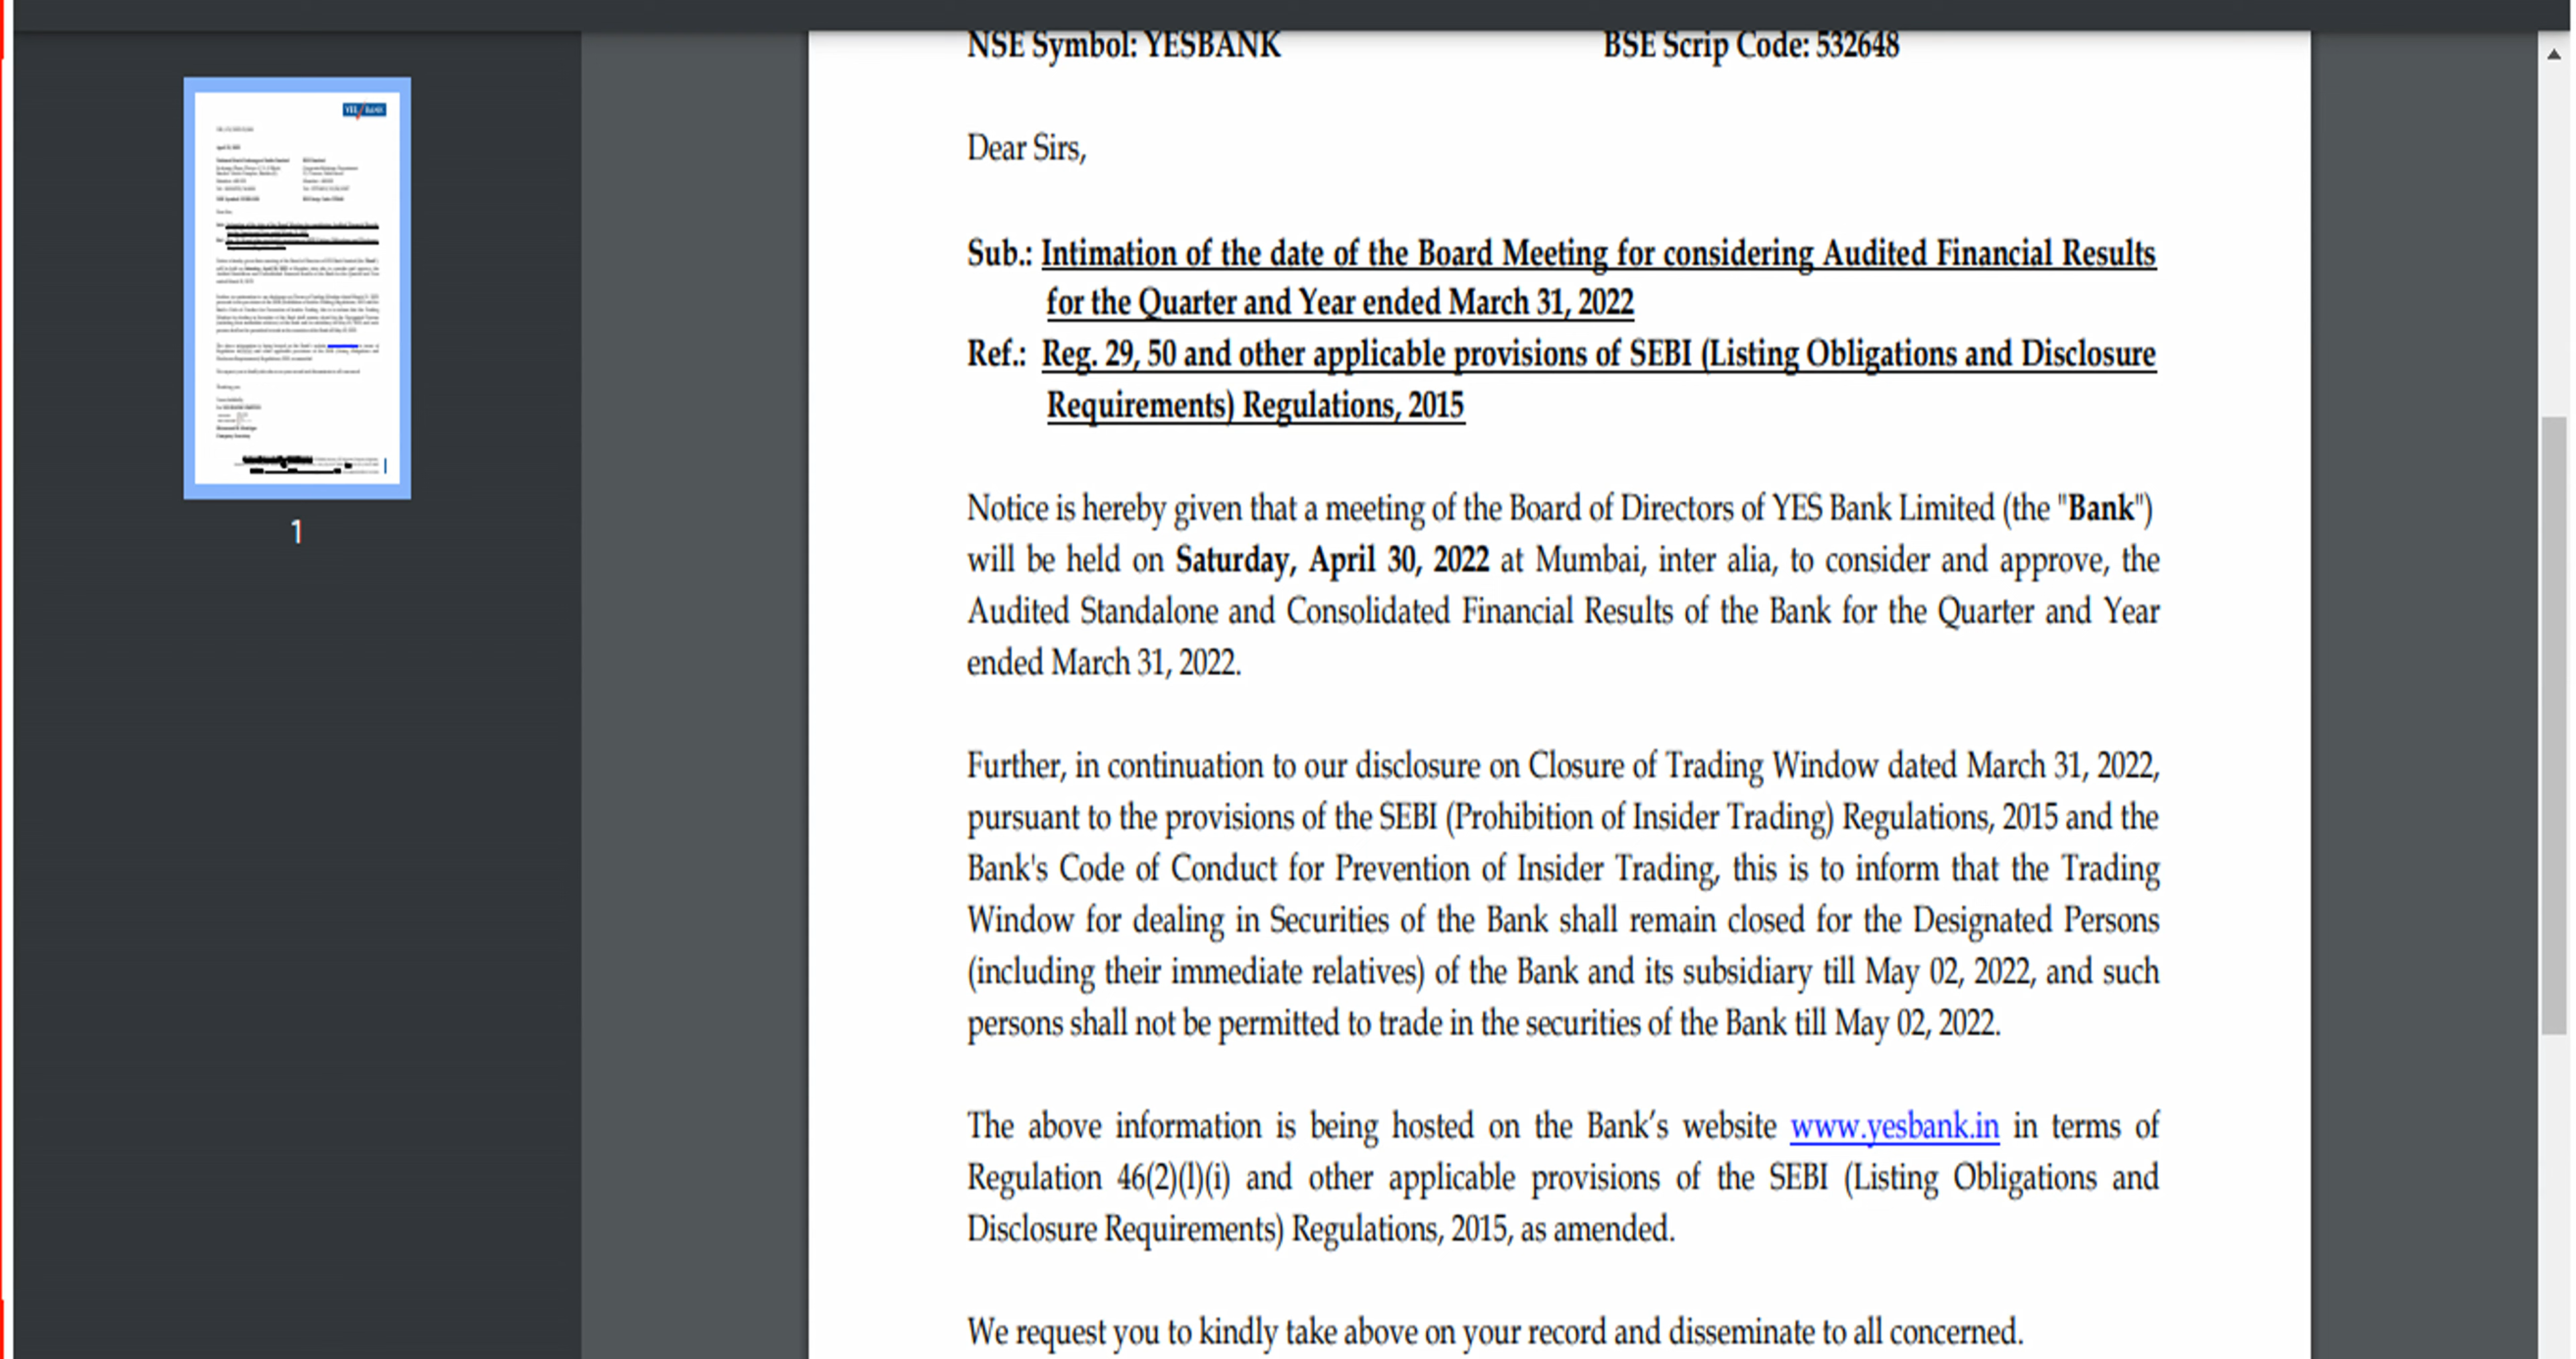 NSE Symbol: YESBANK BSE Scrip Code: 532648
Dear Sirs,
Sub.: Intimation of the date of the Board Meeting for considering Audited Financial Results
for the Quarter and Year ended March 31, 2022
Ref.: Reg. 29, 50 and other applicable provisions of SEBI (Listing Obligations and Disclosure
Requirements) Regulations, 2015
Notice is hereby given that a meeting of the Board of Directors of YES Bank Limited (the "Bank")
will be held on Saturday, April 30, 2022 at Mumbai, inter alia, to consider and approve, the
Audited Standalone and Consolidated Financial Results of the Bank for the Quarter and Year
ended March 31, 2022.
Further, in continuation to our disclosure on Closure of Trading Window dated March 31, 2022,
pursuant to the provisions of the SEBI (Prohibition of Insider Trading) Regulations, 2015 and the
Bank's Code of Conduct for Prevention of Insider Trading, this is to inform that the Trading
Window for dealing in Securities of the Bank shall remain closed for the Designated Persons
(including their immediate relatives) of the Bank and its subsidiary till May 02, 2022, and such
persons shall not be permitted to trade in the securities of the Bank till May 02, 2022.
The above information is being hosted on the Bank’s website www.yesbank.in in terms of
Regulation 46(2)(l)(i) and other applicable provisions of the SEBI (Listing Obligations and
Disclosure Requirements) Regulations, 2015, as amended.
We request you to kindly take above on your record and disseminate to all concerned.
YES BANK
1